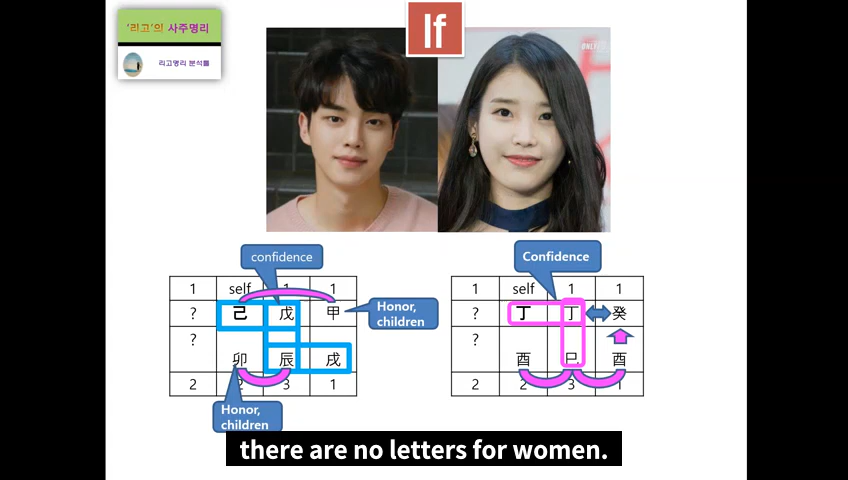 '리고'의 사주명리
리고명리 분석틀
If
confidence
Confidence
1 self 1 1
? 己 戊 甲
Honor,
children
? 卯 辰 戌
2 2 3 1
Honor,
children
1 self 1 1
? 丁 丁 癸
? 酉 巳 酉
2 2 3 1
there are no letters for women.